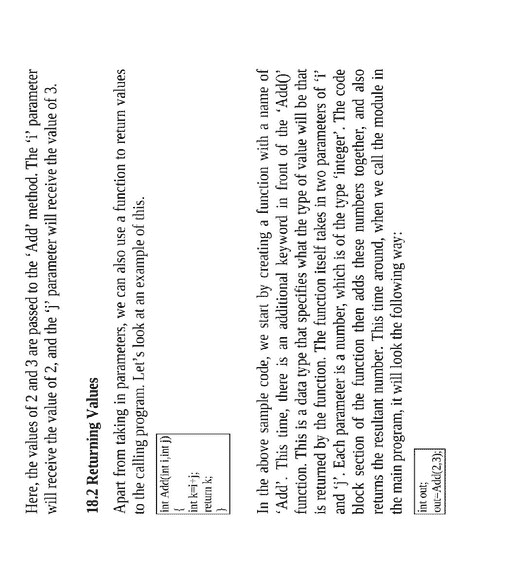 Here, the values of 2 and 3 are passed to the ‘Add’ method. The ‘i’ parameter
will receive the value of 2, and the ‘j’ parameter will receive the value of 3.
18.2 Returning Values
Apart from taking in parameters, we can also use a function to return values
to the calling program. Let’s look at an example of this.
int Add(int i,int j)
{
int k=i+j;
return k;
}
In the above sample code, we start by creating a function with a name of
‘Add’. This time, there is an additional keyword in front of the ‘Add()’
function. This is a data type that specifies what the type of value will be that
is returned by the function. The function itself takes in two parameters of ‘i’
and ‘j’. Each parameter is a number, which is of the type ‘integer’. The code
block section of the function then adds these numbers together, and also
returns the resultant number. This time around, when we call the module in
the main program, it will look the following way:
int out;
out=Add(2,3);